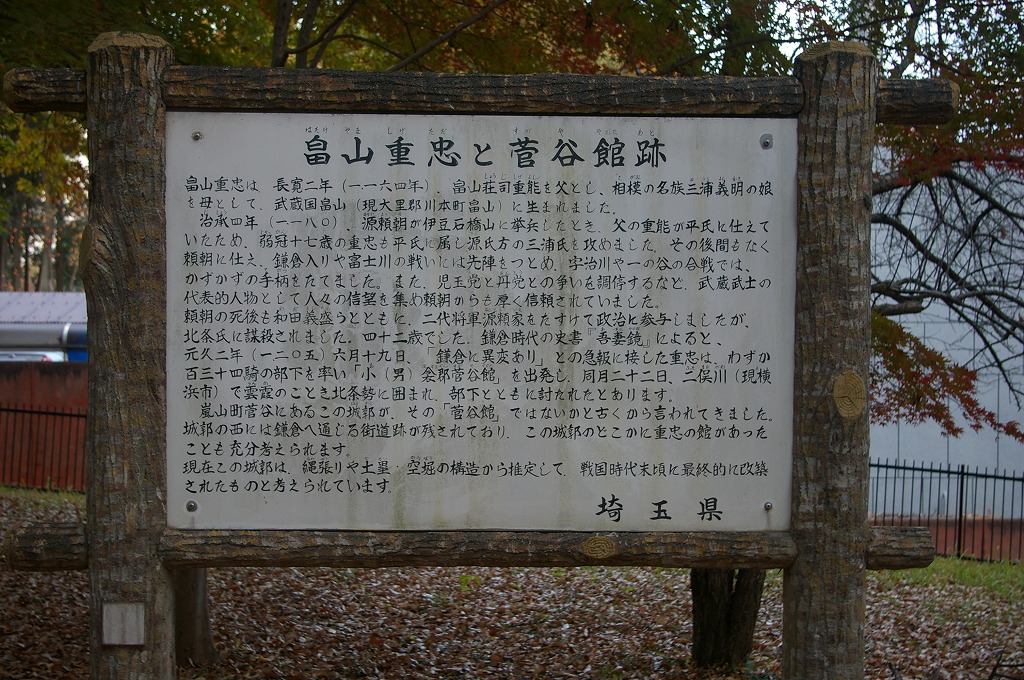 畠山重忠と菅谷館跡
畠山重忠は、長寛二年（一一六四年）、畠山荘司重能を父とし、相模の名族三浦義明の娘
を母として、武蔵国畠山（現大里郡川本町畠山）に生まれました。
治承四年（一一八〇）、源頼朝が伊豆石橋山に挙兵したとき、父の重能が平氏に仕えて
いたため、弱冠十七歳の重忠も平氏に属し源氏方の三浦氏を攻めました。その後間もなく
頼朝に仕え、鎌倉入りや富士川の戦いには先陣をつとめ、宇治川や一の谷の合戦では、
かずかずの手柄をたてました。また、児玉党と丹党との争いを調停するなど、武蔵武士の
代表的人物として人々の信望を集め頼朝からも厚く信頼されていました。
頼朝の死後も和田義盛らとともに、二代将軍源頼家をたすけて政治に参与しましたが、
北条氏に謀殺されました。四十二歳でした。鎌倉時代の史書『吾妻鏡』によると、
元久二年（一二〇五）六月十九日、「鎌倉に異変あり」との急報に接した重忠は、わずか
百三十四騎の部下を率い「小（男）衾郡菅谷館」を出発し、同月二十二日、二俣川（現横
浜市）で雲霞のごとき北条勢に囲まれ、部下とともに討たれたとあります。
嵐山町菅谷にあるこの城郭が、その「菅谷館」ではないかと古くから言われてきました。
城郭の西には鎌倉へ通じる街道跡が残されており、この城郭のどこかに重忠の館があった
ことも充分考えられます。
現在この城郭は、縄張りや土塁・空堀の構造から推定して、戦国時代末頃に最終的に改築
されたものと考えられています。
埼玉県